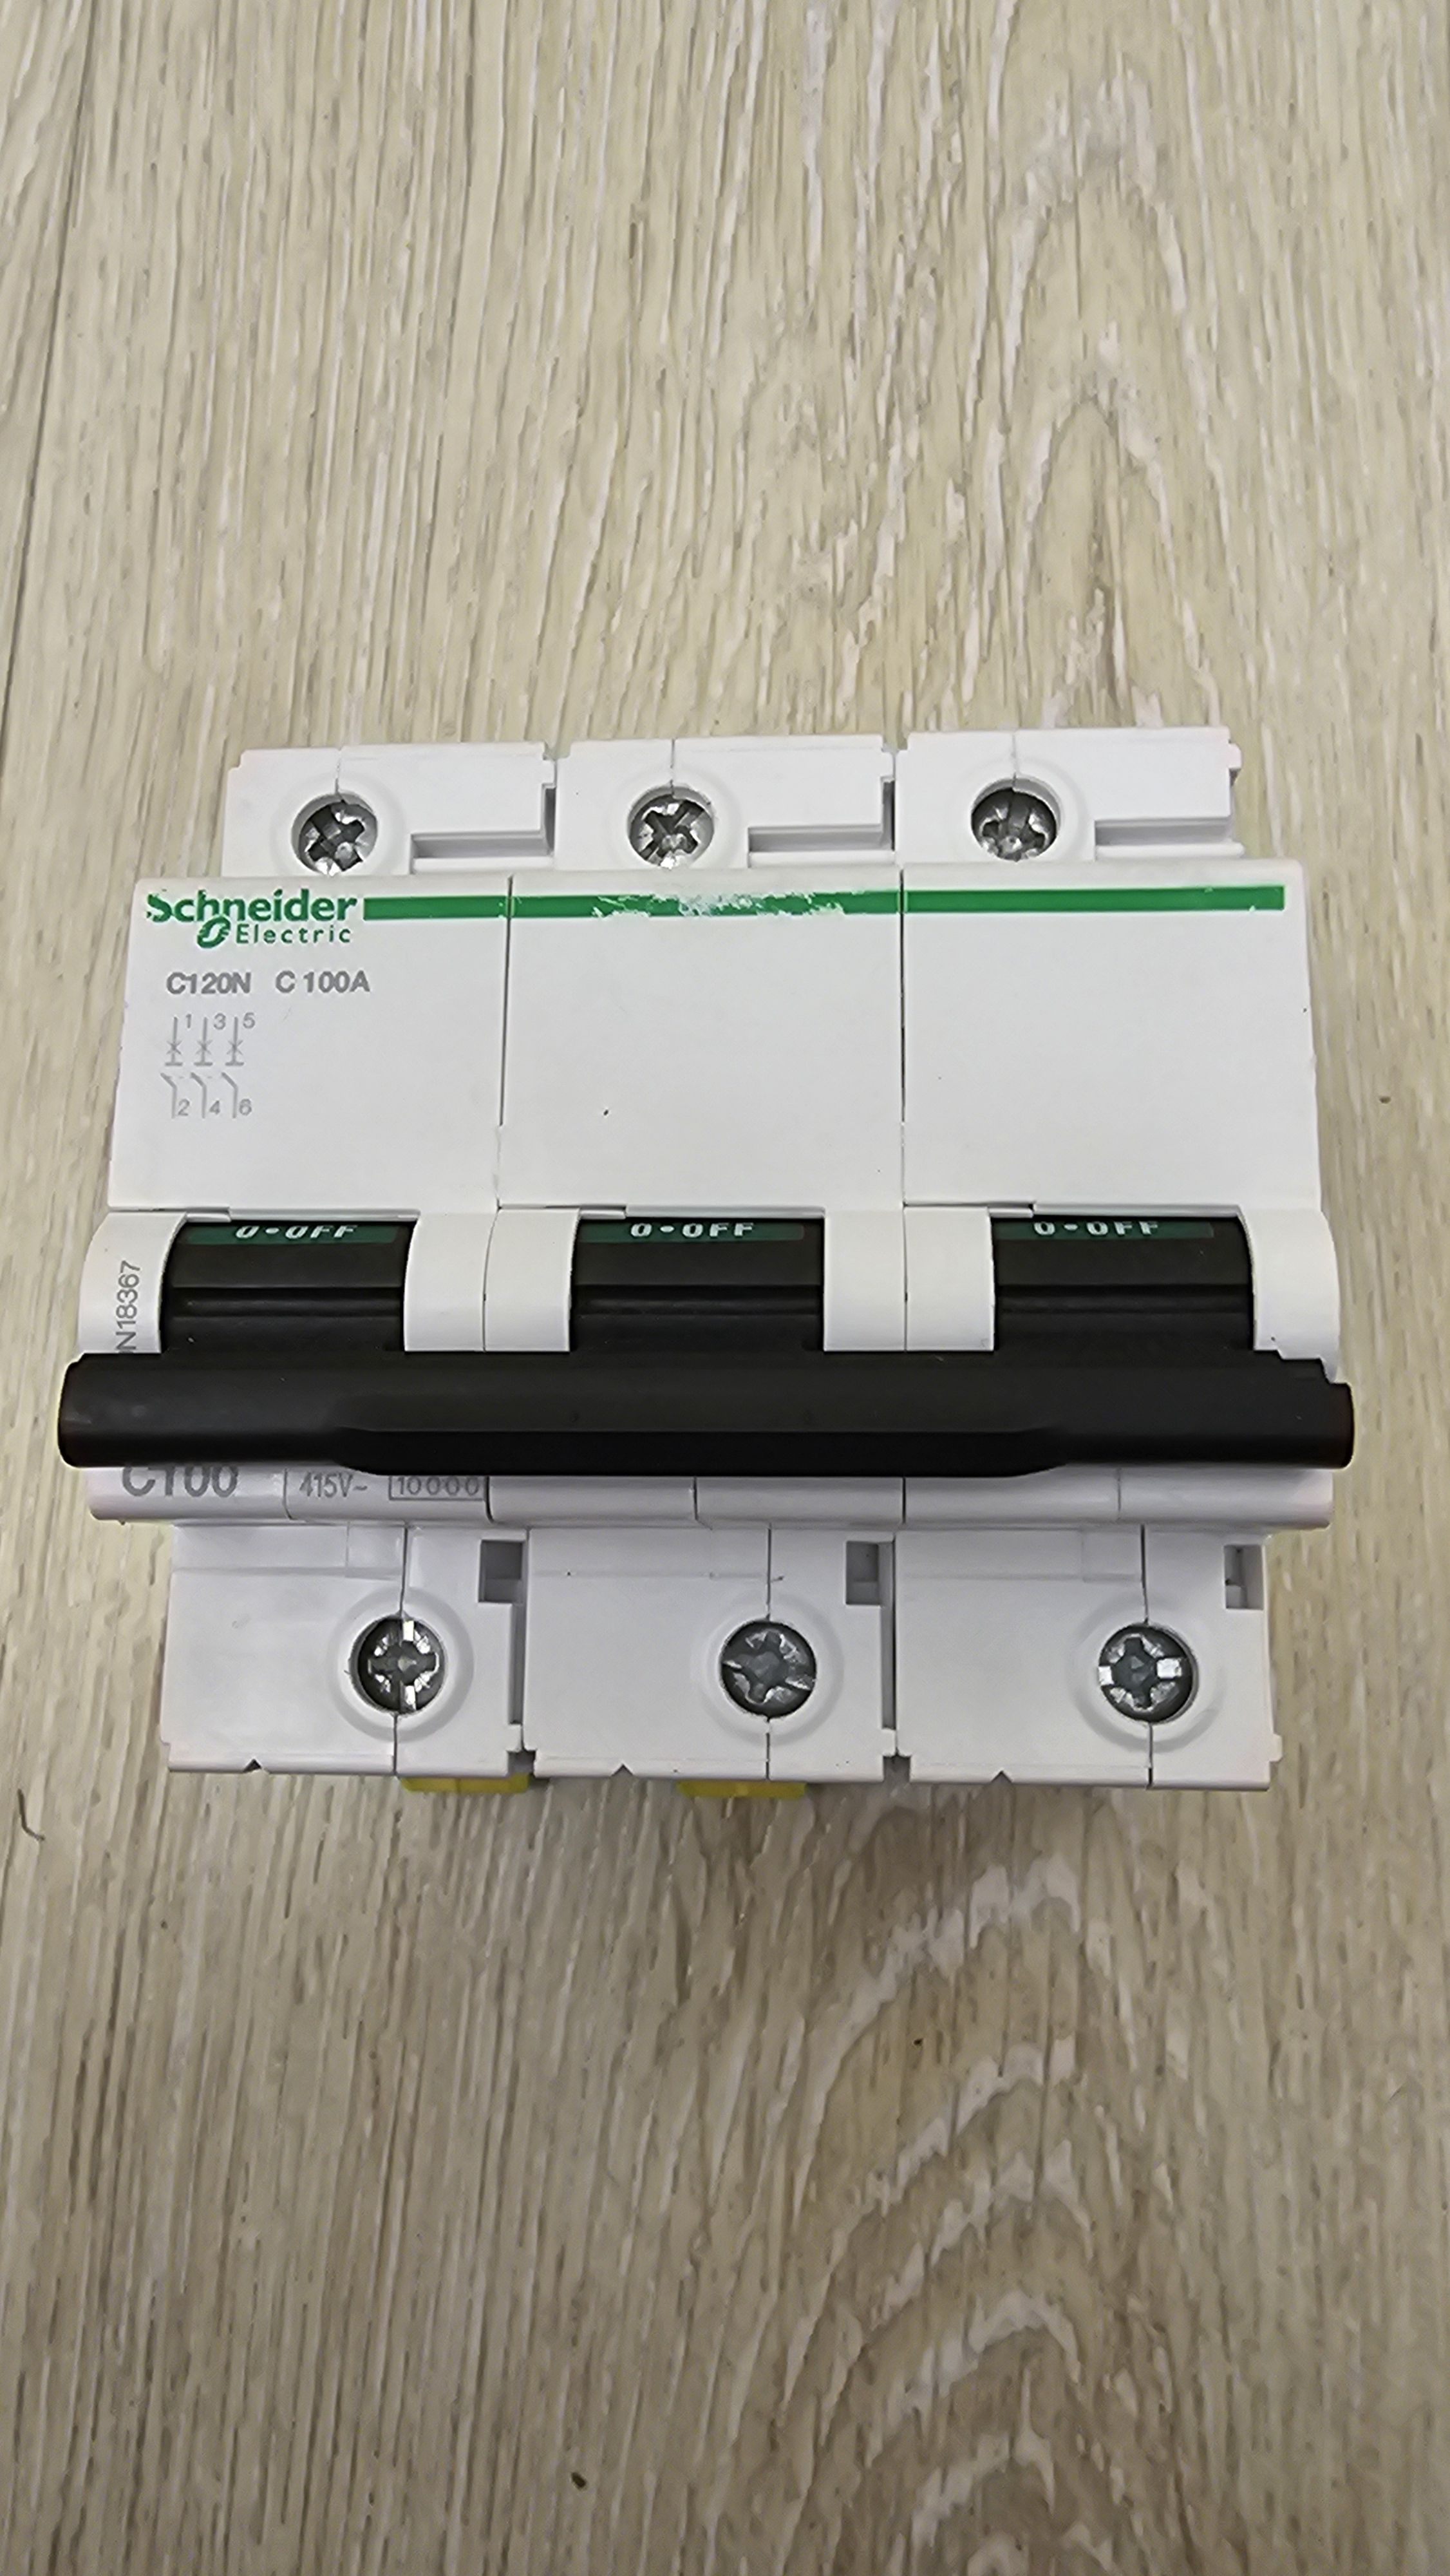 Schneider
Electric
C120N C 100A
1 3 5
2 4 6
O•OFF O•OFF O•OFF
N18367
C100 415V~ 10000